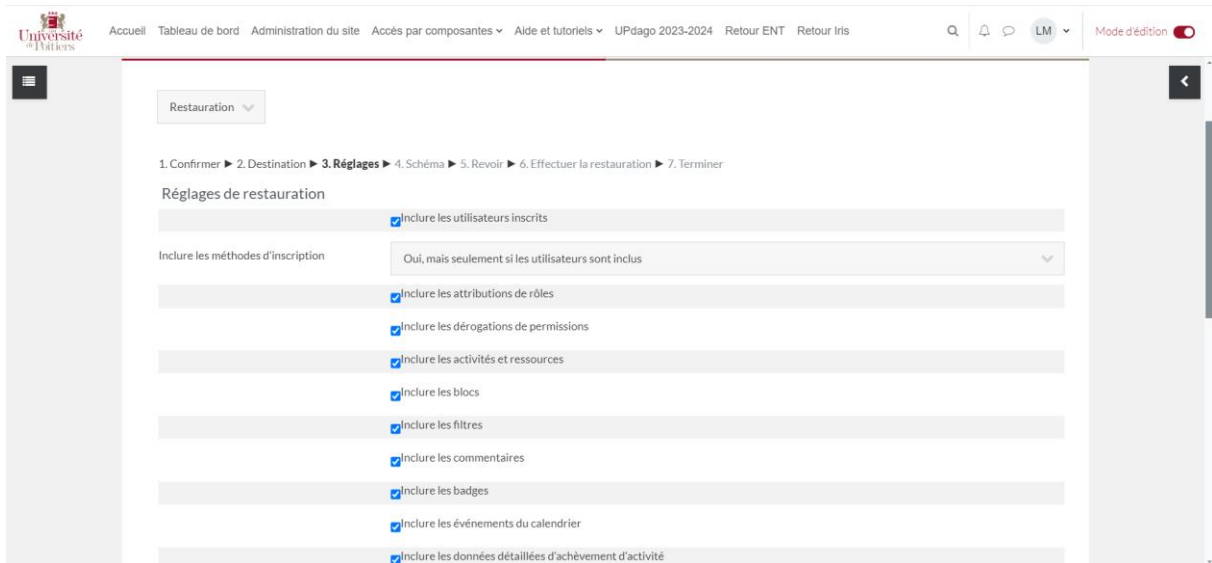 Université
de Poitiers
Accueil Tableau de bord Administration du site Accès par composantes Aide et tutoriels UPdago 2023-2024 Retour ENT Retour Iris LM Mode d'édition
Restauration
1. Confirmer ► 2. Destination ► 3. Réglages ► 4. Schéma ► 5. Revoir ► 6. Effectuer la restauration ► 7. Terminer
Réglages de restauration
Inclure les utilisateurs inscrits
Inclure les méthodes d'inscription Oui, mais seulement si les utilisateurs sont inclus
Inclure les attributions de rôles
Inclure les dérogations de permissions
Inclure les activités et ressources
Inclure les blocs
Inclure les filtres
Inclure les commentaires
Inclure les badges
Inclure les événements du calendrier
Inclure les données détaillées d'achèvement d'activité